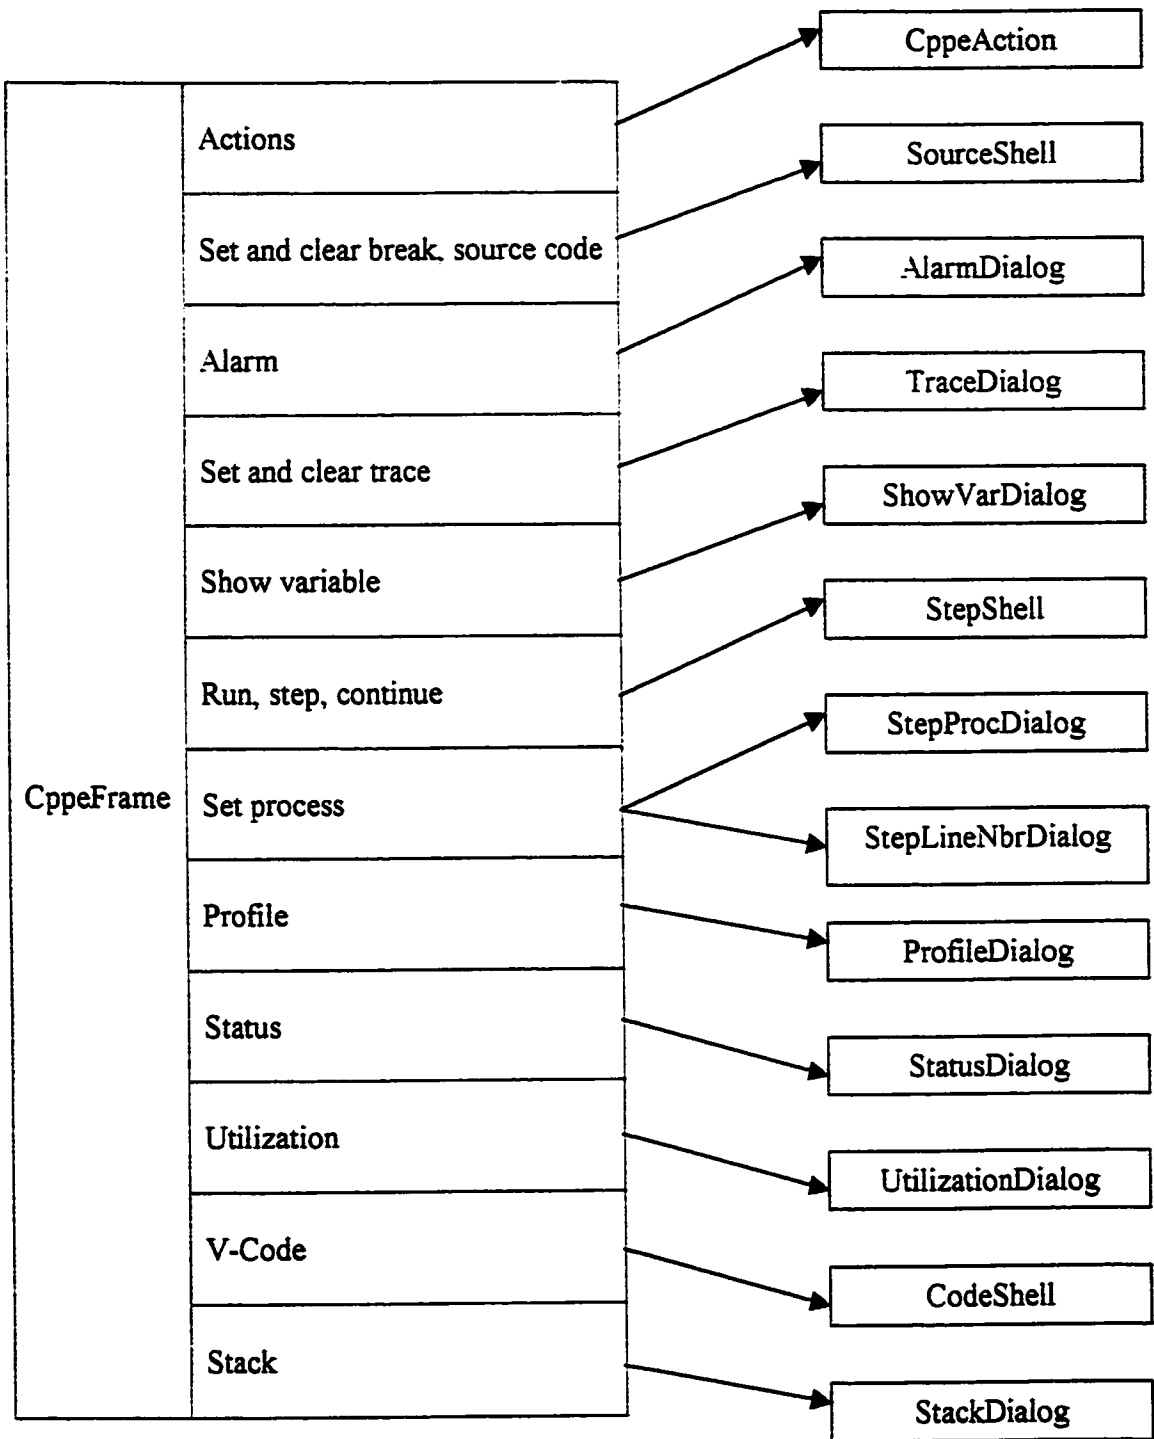 CppeFrame
Actions
Set and clear break, source code
Alarm
Set and clear trace
Show variable
Run, step, continue
Set process
Profile
Status
Utilization
V-Code
Stack
CppeAction
SourceShell
AlarmDialog
TraceDialog
ShowVarDialog
StepShell
StepProcDialog
StepLineNbrDialog
ProfileDialog
StatusDialog
UtilizationDialog
CodeShell
StackDialog